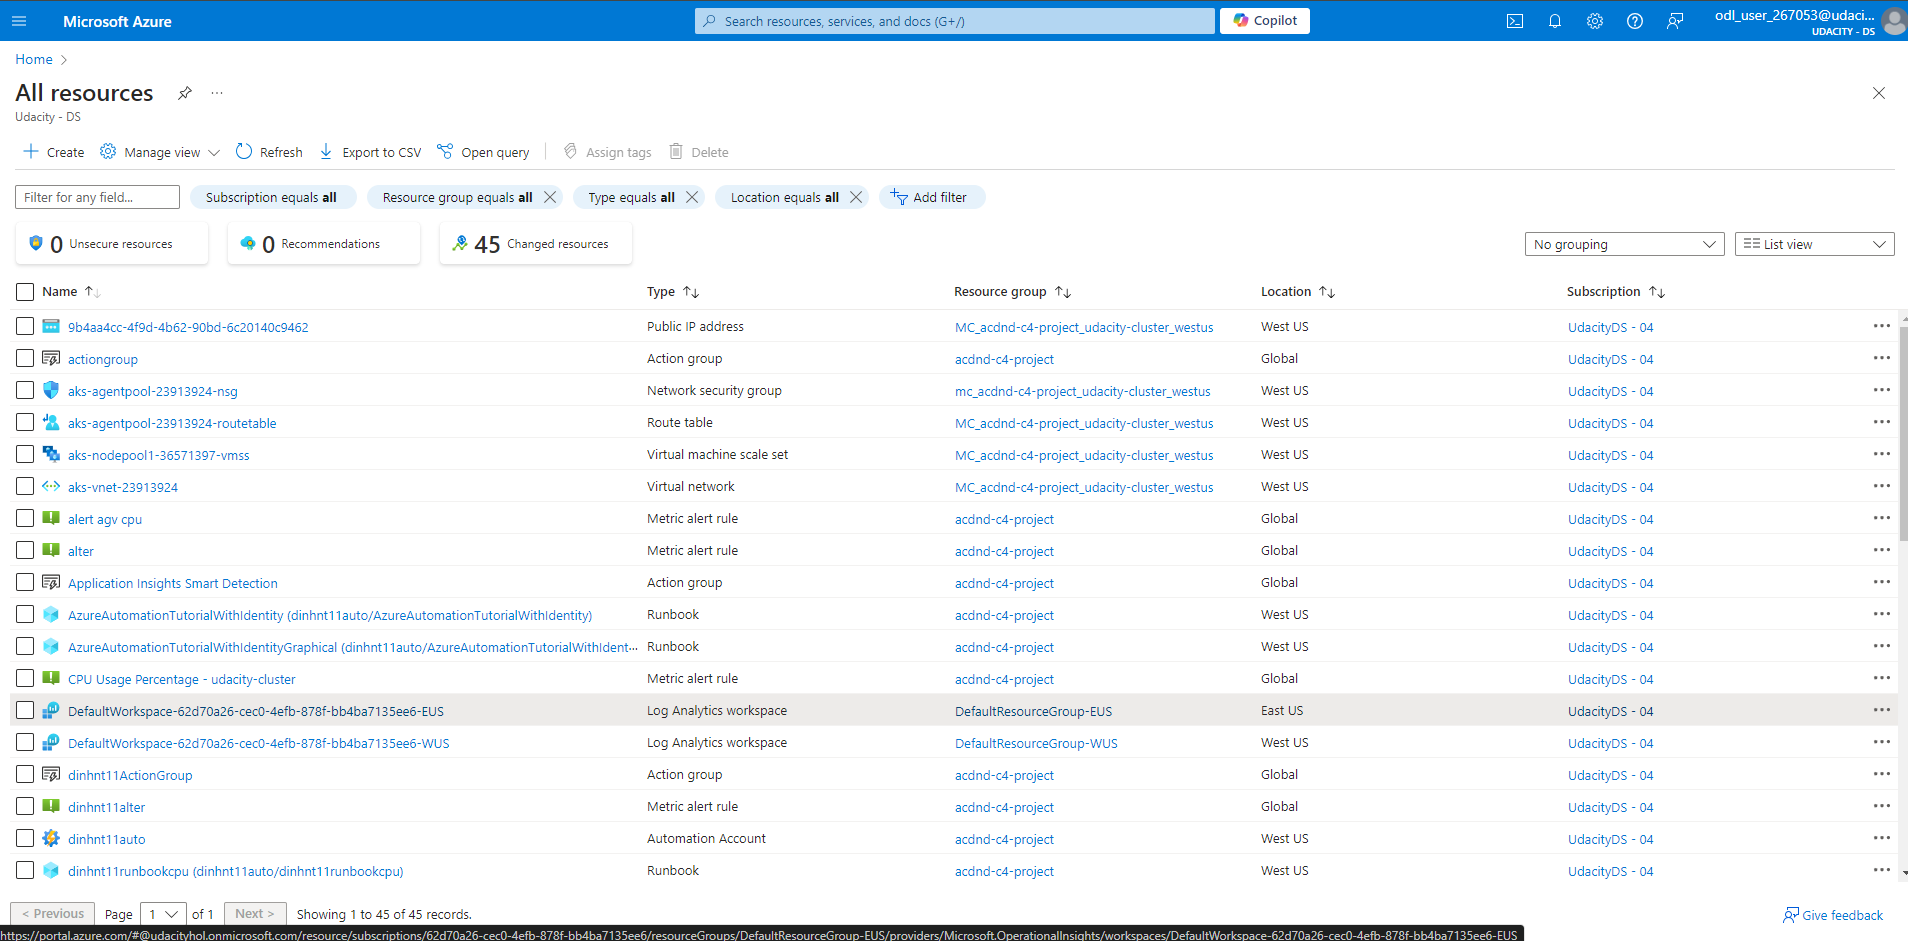 Microsoft Azure
Search resources, services, and docs (G+/)
Copilot
odl_user_267053@udaci...
UDACITY - DS
Home
All resources
Udacity - DS
Create Manage view Refresh Export to CSV Open query Assign tags Delete
Filter for any field... Subscription equals all Resource group equals all Type equals all Location equals all Add filter
0 Unsecure resources 0 Recommendations 45 Changed resources No grouping List view
Name Type Resource group Location Subscription
9b4aa4cc-4f9d-4b62-90bd-6c20140c9462 Public IP address MC_acdnd-c4-project_udacity-cluster_westus West US UdacityDS - 04
actiongroup Action group acdnd-c4-project Global UdacityDS - 04
aks-agentpool-23913924-nsg Network security group mc_acdnd-c4-project_udacity-cluster_westus West US UdacityDS - 04
aks-agentpool-23913924-routetable Route table MC_acdnd-c4-project_udacity-cluster_westus West US UdacityDS - 04
aks-nodepool1-36571397-vmss Virtual machine scale set MC_acdnd-c4-project_udacity-cluster_westus West US UdacityDS - 04
aks-vnet-23913924 Virtual network MC_acdnd-c4-project_udacity-cluster_westus West US UdacityDS - 04
alert agv cpu Metric alert rule acdnd-c4-project Global UdacityDS - 04
alter Metric alert rule acdnd-c4-project Global UdacityDS - 04
Application Insights Smart Detection Action group acdnd-c4-project Global UdacityDS - 04
AzureAutomationTutorialWithIdentity (dinhnt11auto/AzureAutomationTutorialWithIdentity) Runbook acdnd-c4-project West US UdacityDS - 04
AzureAutomationTutorialWithIdentityGraphical (dinhnt11auto/AzureAutomationTutorialWithIdent... Runbook acdnd-c4-project West US UdacityDS - 04
CPU Usage Percentage - udacity-cluster Metric alert rule acdnd-c4-project Global UdacityDS - 04
DefaultWorkspace-62d70a26-cec0-4efb-878f-bb4ba7135ee6-EUS Log Analytics workspace DefaultResourceGroup-EUS East US UdacityDS - 04
DefaultWorkspace-62d70a26-cec0-4efb-878f-bb4ba7135ee6-WUS Log Analytics workspace DefaultResourceGroup-WUS West US UdacityDS - 04
dinhnt11ActionGroup Action group acdnd-c4-project Global UdacityDS - 04
dinhnt11alter Metric alert rule acdnd-c4-project Global UdacityDS - 04
dinhnt11auto Automation Account acdnd-c4-project West US UdacityDS - 04
dinhnt11runbookcpu (dinhnt11auto/dinhnt11runbookcpu) Runbook acdnd-c4-project West US UdacityDS - 04
< Previous Page 1 of 1 Next > Showing 1 to 45 of 45 records. Give feedback
https://portal.azure.com/#@udacityhol.onmicrosoft.com/resource/subscriptions/62d70a26-cec0-4efb-878f-bb4ba7135ee6/resourceGroups/DefaultResourceGroup-EUS/providers/Microsoft.OperationalInsights/workspaces/DefaultWorkspace-62d70a26-cec0-4efb-878f-bb4ba7135ee6-EUS